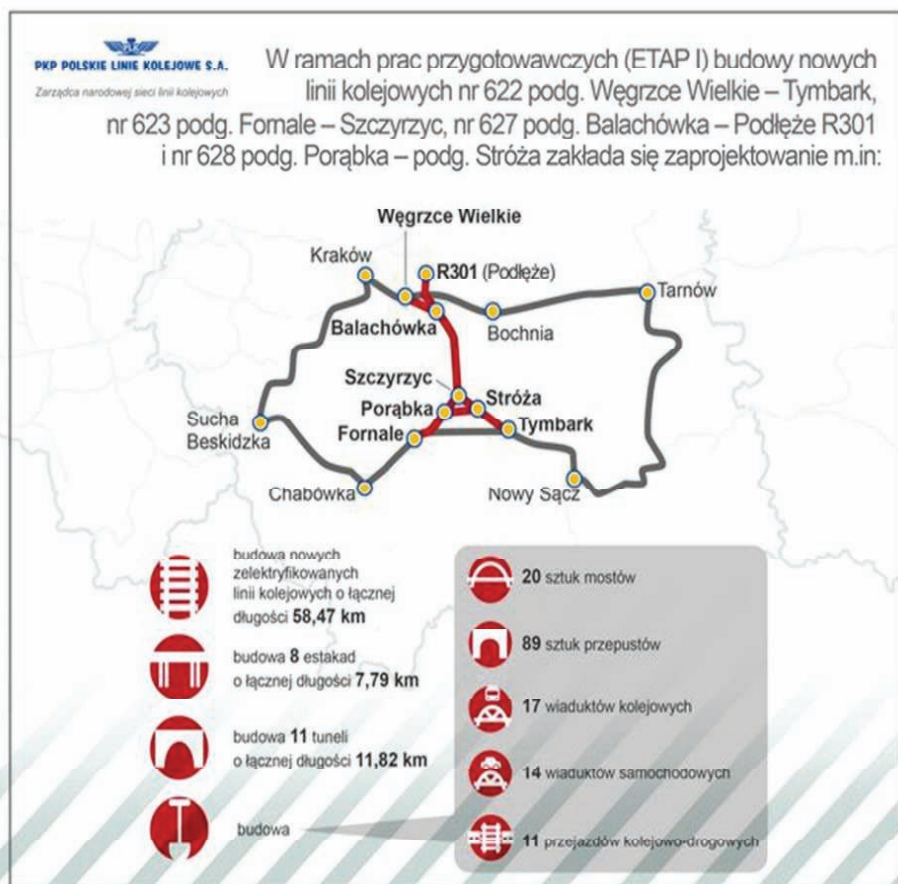 PKP POLSKIE LINIE KOLEJOWE S.A.
Zarządca narodowej sieci linii kolejowych
W ramach prac przygotowawczych (ETAP I) budowy nowych
linii kolejowych nr 622 podg. Węgrzce Wielkie – Tymbark,
nr 623 podg. Fornale – Szczyrzyc, nr 627 podg. Balachówka – Podłęże R301
i nr 628 podg. Porąbka – podg. Stróża zakłada się zaprojektowanie m.in:
Węgrzce Wielkie
Kraków
R301 (Podłęże)
Tarnów
Balachówka
Bochnia
Szczyrzyc
Stróża
Porąbka
Sucha
Beskidzka
Fornale
Tymbark
Chabówka
Nowy Sącz
budowa nowych
zelektryfikowanych
linii kolejowych o łącznej
długości 58,47 km
budowa 8 estakad
o łącznej długości 7,79 km
budowa 11 tuneli
o łącznej długości 11,82 km
budowa
20 sztuk mostów
89 sztuk przepustów
17 wiaduktów kolejowych
14 wiaduktów samochodowych
11 przejazdów kolejowo-drogowych